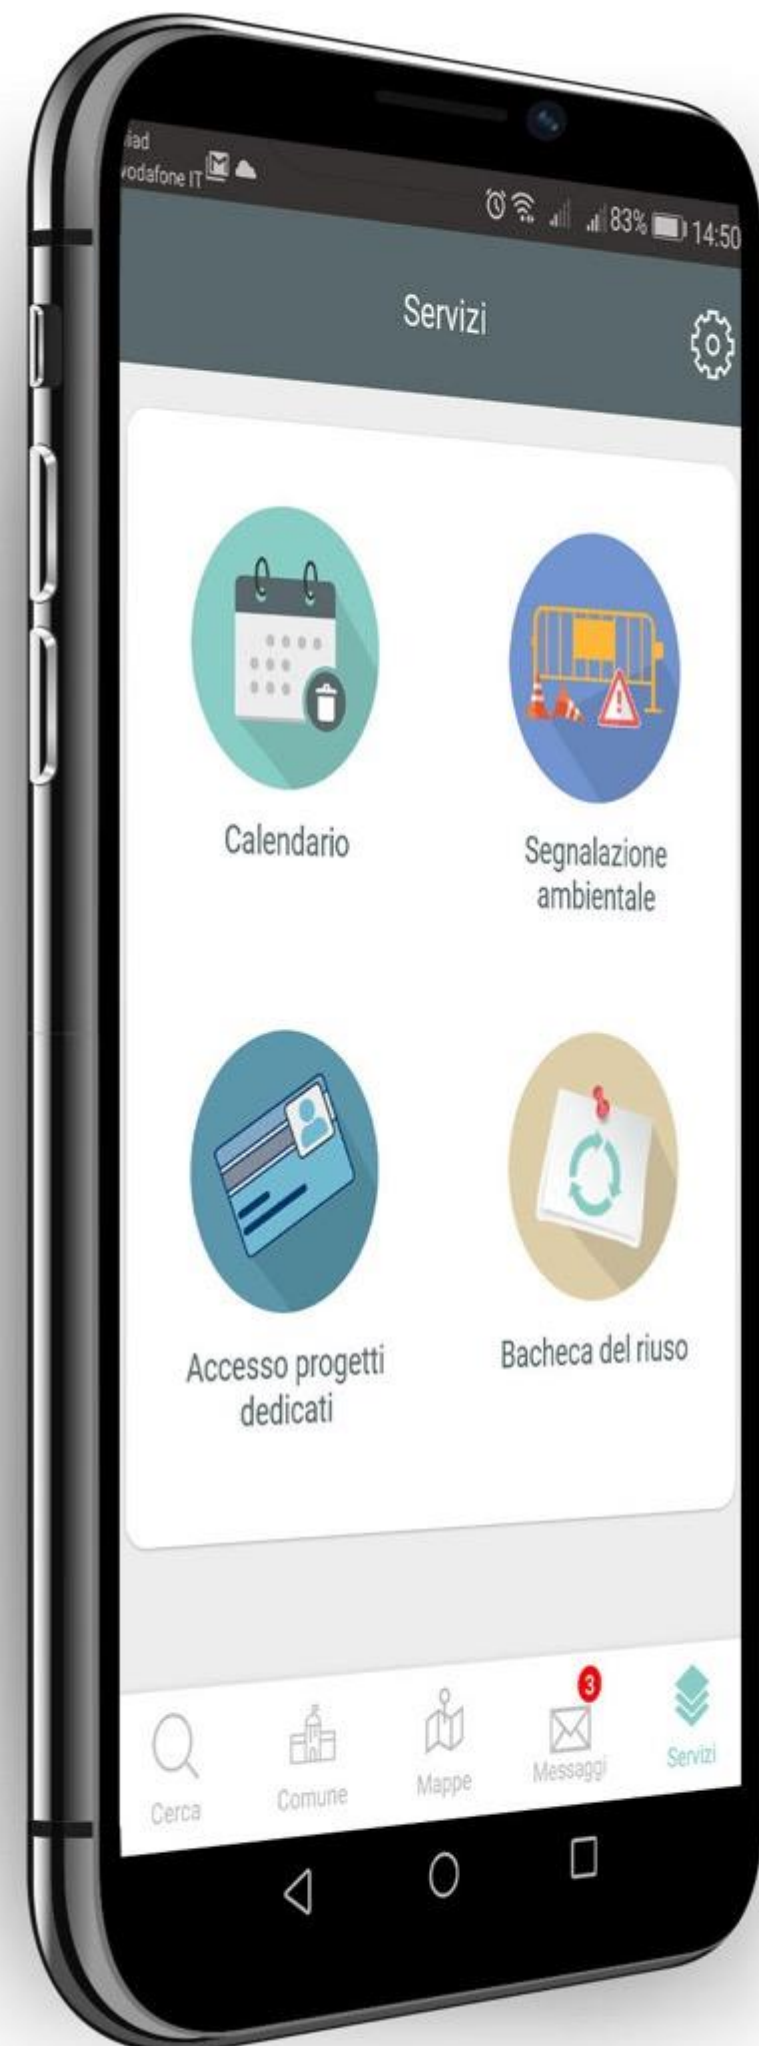 vodafone IT
83% 14:50
Servizi
Calendario
Segnalazione
ambientale
Accesso progetti
dedicati
Bacheca del riuso
3
Cerca
Comune
Mappe
Messaggi
Servizi